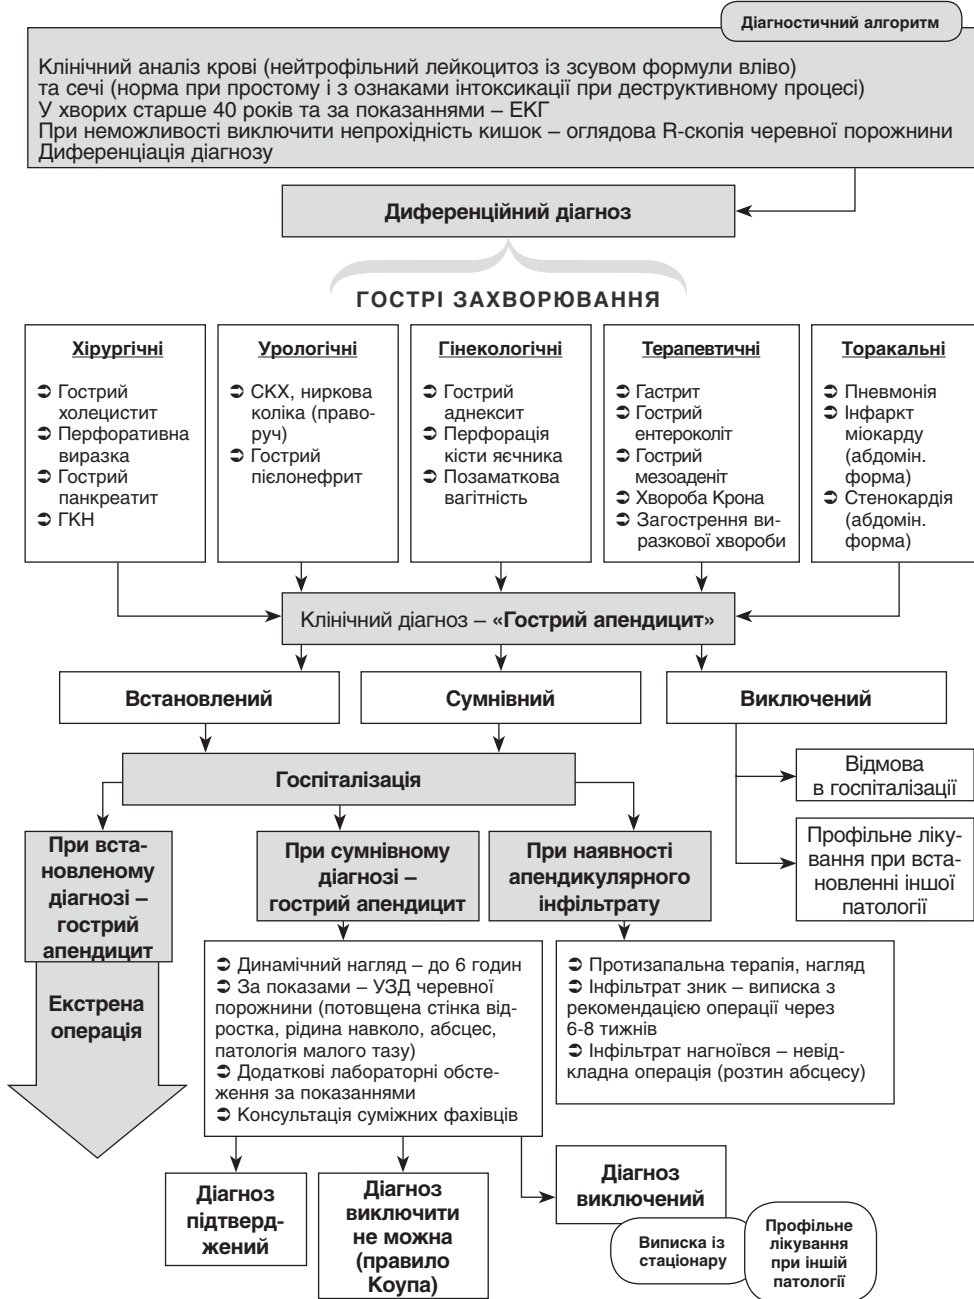 Діагностичний алгоритм
Клінічний аналіз крові (нейтрофільний лейкоцитоз із зсувом формули вліво)
та сечі (норма при простому і з ознаками інтоксикації при деструктивному процесі)
У хворих старше 40 років та за показаннями – ЕКГ
При неможливості виключити непрохідність кишок – оглядова R-скопія черевної порожнини
Диференціація діагнозу
Диференційний діагноз
ГОСТРІ ЗАХВОРЮВАННЯ
Хірургічні
➲ Гострий
холецистит
➲ Перфоративна
виразка
➲ Гострий
панкреатит
➲ ГКН
Урологічні
➲ СКХ, ниркова
коліка (право-
руч)
➲ Гострий
пієлонефрит
Гінекологічні
➲ Гострий
аднексит
➲ Перфорація
кісти яєчника
➲ Позаматкова
вагітність
Терапевтичні
➲ Гастрит
➲ Гострий
ентероколіт
➲ Гострий
мезоаденіт
➲ Хвороба Крона
➲ Загострення ви-
разкової хвороби
Торакальні
➲ Пневмонія
➲ Інфаркт
міокарду
(абдомін.
форма)
➲ Стенокардія
(абдомін.
форма)
Клінічний діагноз – «Гострий апендицит»
Встановлений
Сумнівний
Виключений
Госпіталізація
Відмова
в госпіталізації
Профільне ліку-
вання при вста-
новленні іншої
патології
При вста-
новленому
діагнозі –
гострий
апендицит
Екстрена
операція
При сумнівному
діагнозі –
гострий апендицит
При наявності
апендикулярного
інфільтрату
➲ Динамічний нагляд – до 6 годин
➲ За показами – УЗД черевної
порожнини (потовщена стінка від-
ростка, рідина навколо, абсцес,
патологія малого тазу)
➲ Додаткові лабораторні обсте-
ження за показаннями
➲ Консультація суміжних фахівців
➲ Протизапальна терапія, нагляд
➲ Інфільтрат зник – виписка з
рекомендацією операції через
6-8 тижнів
➲ Інфільтрат нагноївся – невід-
кладна операція (розтин абсцесу)
Діагноз
підтверд-
жений
Діагноз
виключити
не можна
(правило
Коупа)
Діагноз
виключений
Виписка із
стаціонару
Профільне
лікування
при іншій
патології